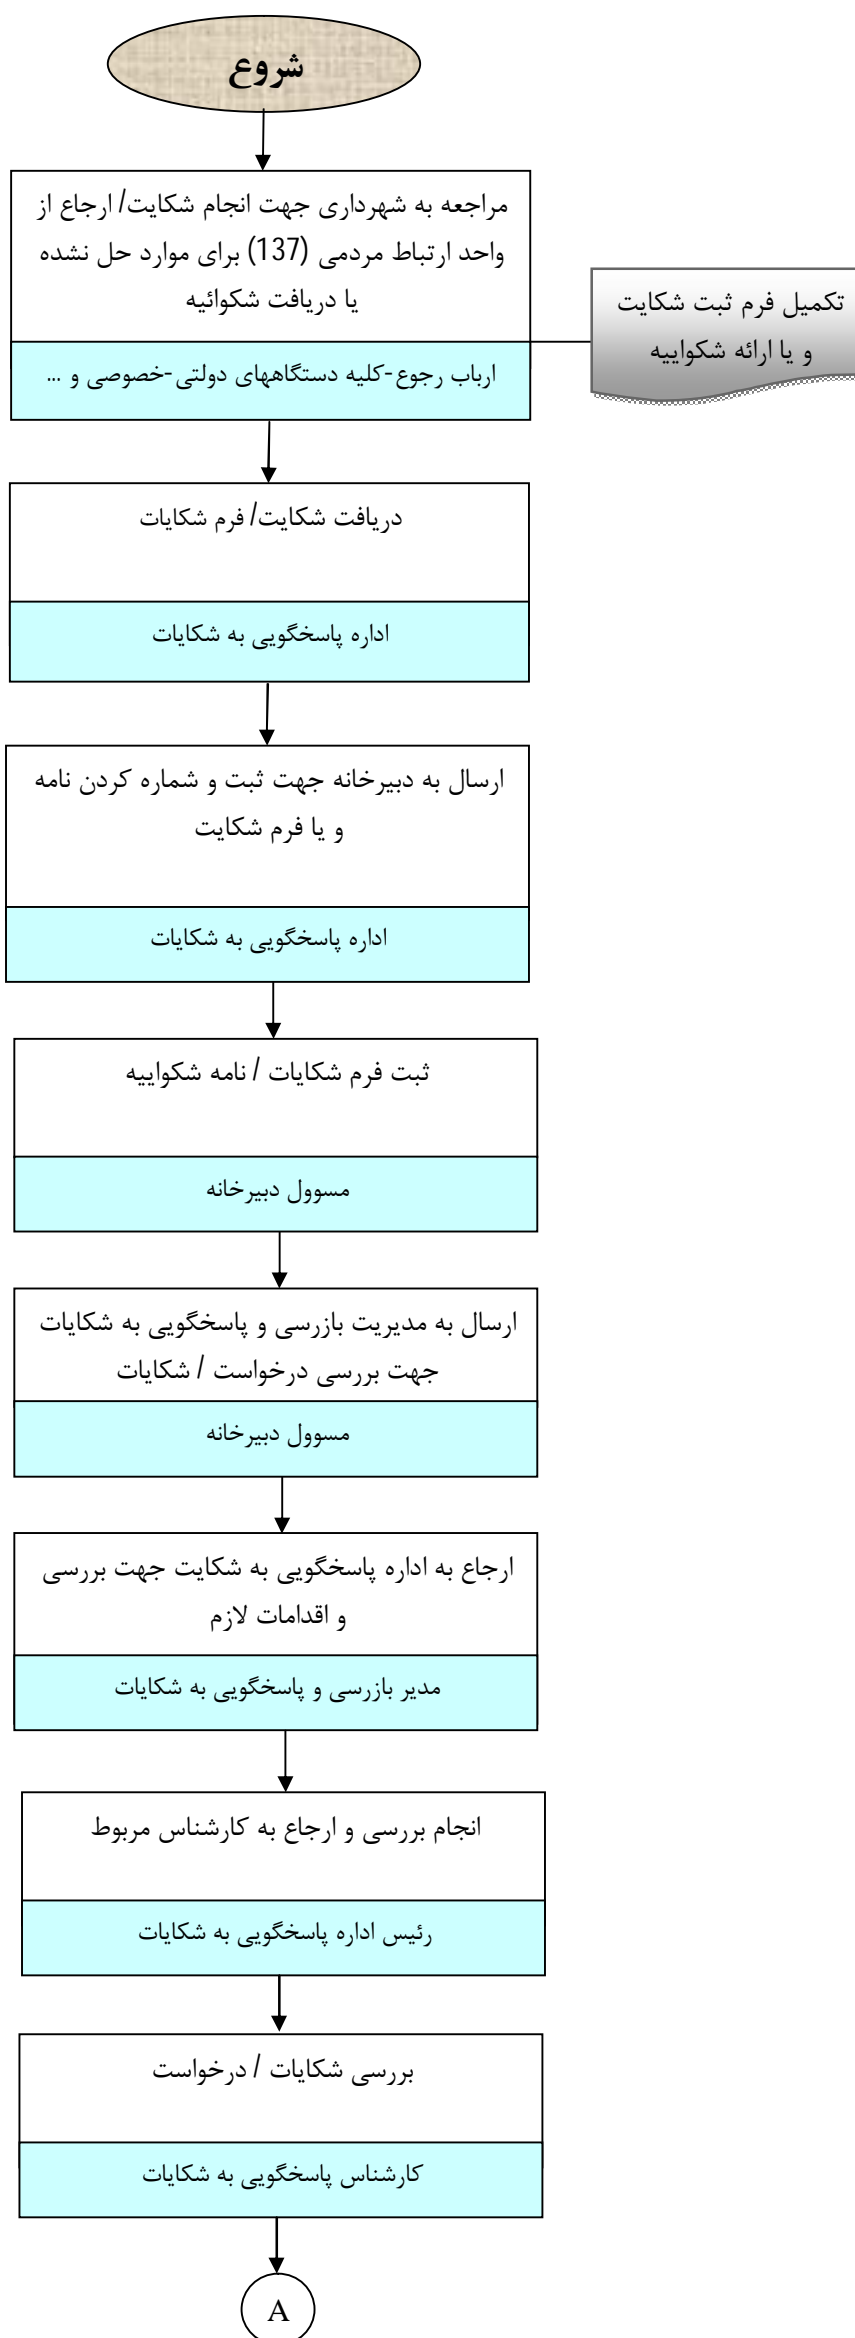 شروع
مراجعه به شهرداری جهت انجام شکایت/ ارجاع از
واحد ارتباط مردمی (137) برای موارد حل نشده
یا دریافت شکوائیه
ارباب رجوع-کلیه دستگاههای دولتی-خصوصی و ...
تکمیل فرم ثبت شکایت
و یا ارائه شکواییه
دریافت شکایت/ فرم شکایات
اداره پاسخگویی به شکایات
ارسال به دبیرخانه جهت ثبت و شماره کردن نامه
و یا فرم شکایت
اداره پاسخگویی به شکایات
ثبت فرم شکایات / نامه شکواییه
مسوول دبیرخانه
ارسال به مدیریت بازرسی و پاسخگویی به شکایات
جهت بررسی درخواست / شکایات
مسوول دبیرخانه
ارجاع به اداره پاسخگویی به شکایت جهت بررسی
و اقدامات لازم
مدیر بازرسی و پاسخگویی به شکایات
انجام بررسی و ارجاع به کارشناس مربوط
رئیس اداره پاسخگویی به شکایات
بررسی شکایات / درخواست
کارشناس پاسخگویی به شکایات
A